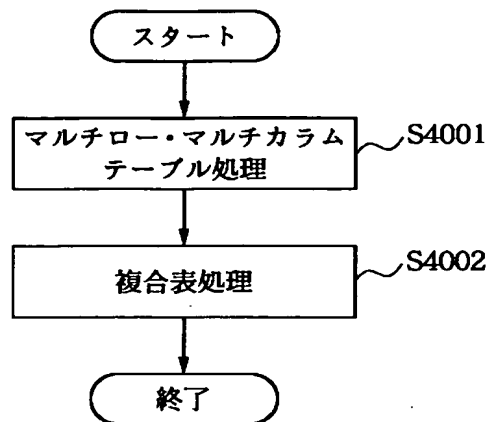 スタート
マルチロー・マルチカラム
テーブル処理
S4001
複合表処理
S4002
終了